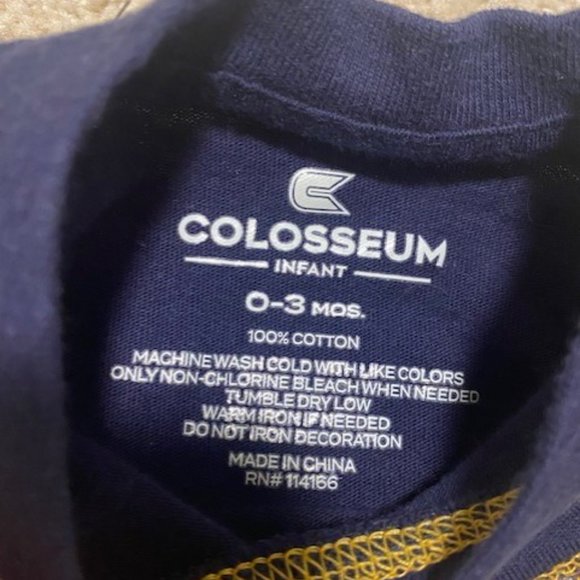 COLOSSEUM
INFANT
0-3 MOS.
100% COTTON
MACHINE WASH COLD WITH LIKE COLORS
ONLY NON-CHLORINE BLEACH WHEN NEEDED
TUMBLE DRY LOW
WARM IRON IF NEEDED
DO NOT IRON DECORATION
MADE IN CHINA
RN# 114166